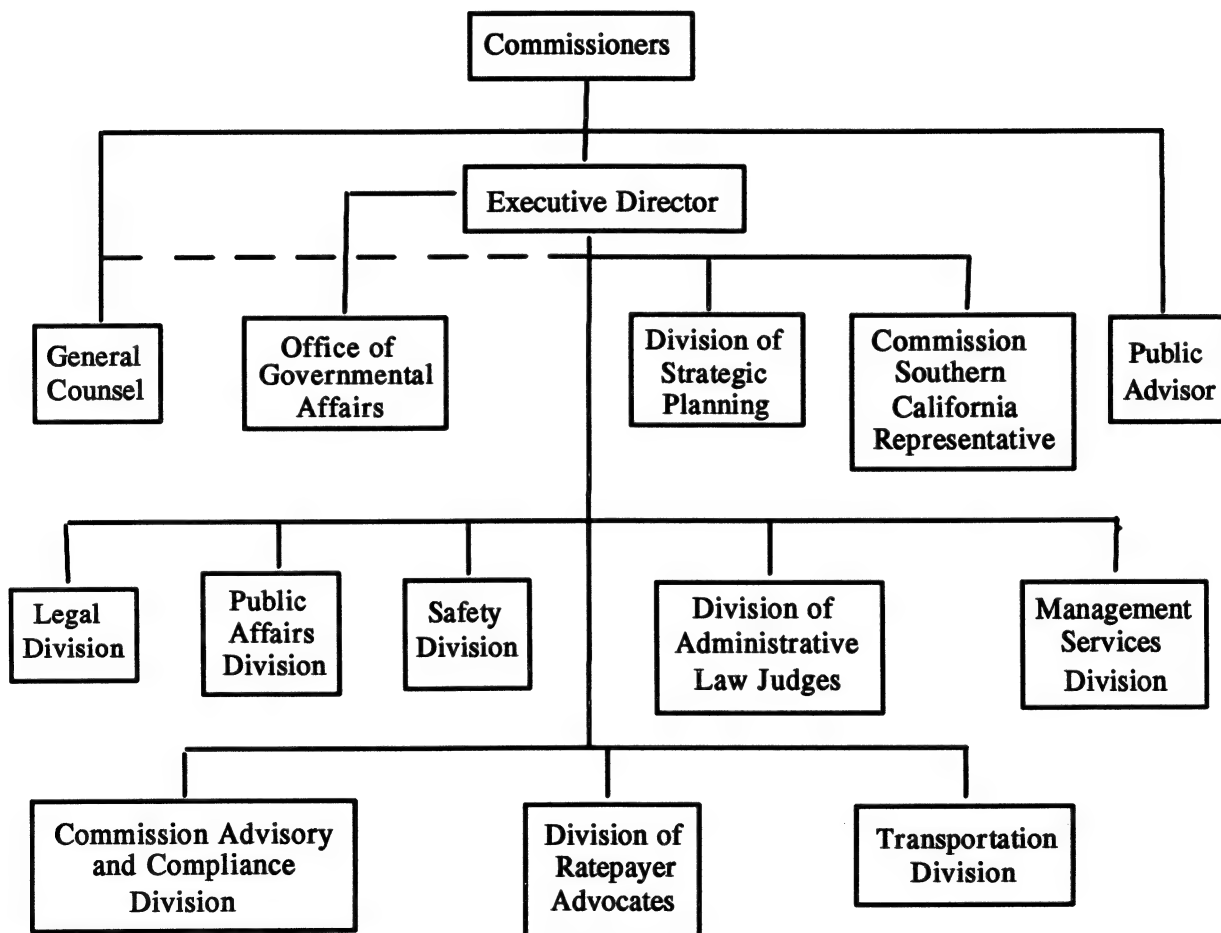 Commissioners
Executive Director
General
Counsel
Office of
Governmental
Affairs
Division of
Strategic
Planning
Commission
Southern
California
Representative
Public
Advisor
Legal
Division
Public
Affairs
Division
Safety
Division
Division of
Administrative
Law Judges
Management
Services
Division
Commission Advisory
and Compliance
Division
Division of
Ratepayer
Advocates
Transportation
Division